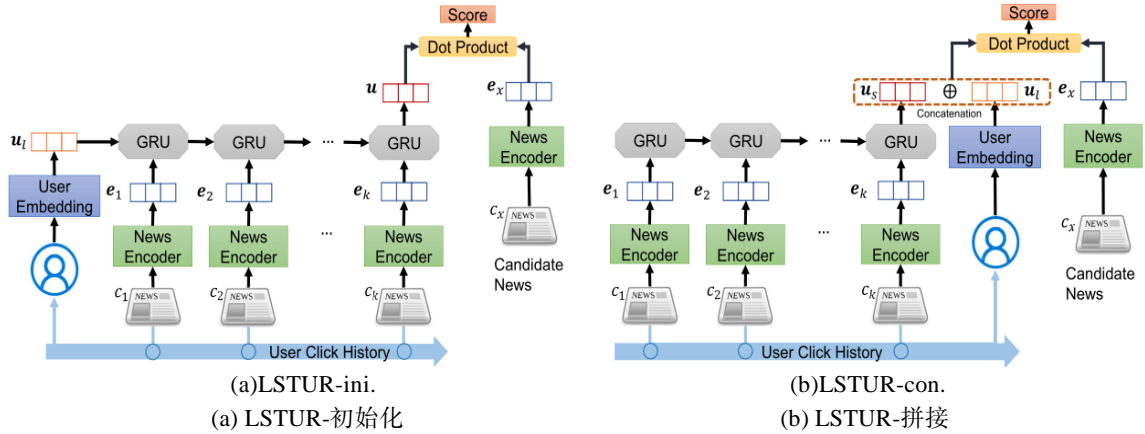 Score
Dot Product
u
e_x
u_l
GRU
GRU
...
GRU
News
Encoder
User
Embedding
e_1
e_2
e_k
c_x
News
Encoder
News
Encoder
...
News
Encoder
NEWS
Candidate
News
c_1
c_2
c_k
NEWS
NEWS
NEWS
User Click History
(a)LSTUR-ini.
(a) LSTUR-初始化
Score
Dot Product
u_s
⊕
u_l
e_x
Concatenation
GRU
GRU
...
GRU
User
Embedding
News
Encoder
e_1
e_2
e_k
c_x
News
Encoder
News
Encoder
...
News
Encoder
NEWS
Candidate
News
c_1
c_2
c_k
NEWS
NEWS
NEWS
User Click History
(b)LSTUR-con.
(b) LSTUR-拼接